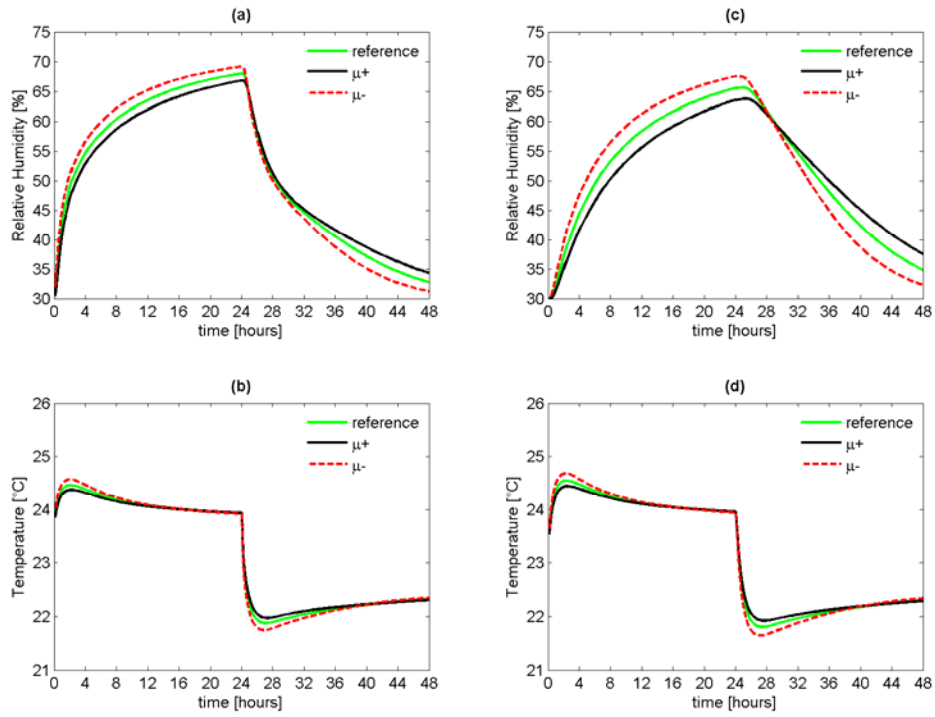 (a)
Relative Humidity [%]
75
70
65
60
55
50
45
40
35
30
reference
μ+
μ-
0 4 8 12 16 20 24 28 32 36 40 44 48
time [hours]
(c)
Relative Humidity [%]
75
70
65
60
55
50
45
40
35
30
reference
μ+
μ-
0 4 8 12 16 20 24 28 32 36 40 44 48
time [hours]
(b)
Temperature [°C]
26
25
24
23
22
21
reference
μ+
μ-
0 4 8 12 16 20 24 28 32 36 40 44 48
time [hours]
(d)
Temperature [°C]
26
25
24
23
22
21
reference
μ+
μ-
0 4 8 12 16 20 24 28 32 36 40 44 48
time [hours]